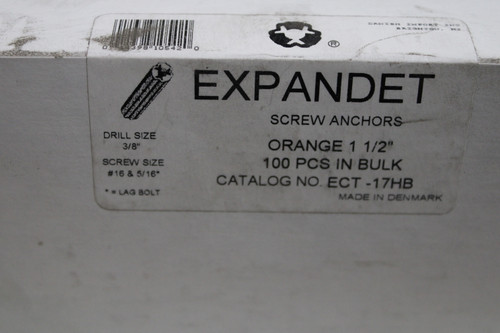 ®
EXPANDET
SCREW ANCHORS
DRILL SIZE
3/8"
ORANGE 1 1/2"
100 PCS IN BULK
SCREW SIZE
#16 & 5/16*
CATALOG NO. ECT -17HB
* = LAG BOLT
MADE IN DENMARK